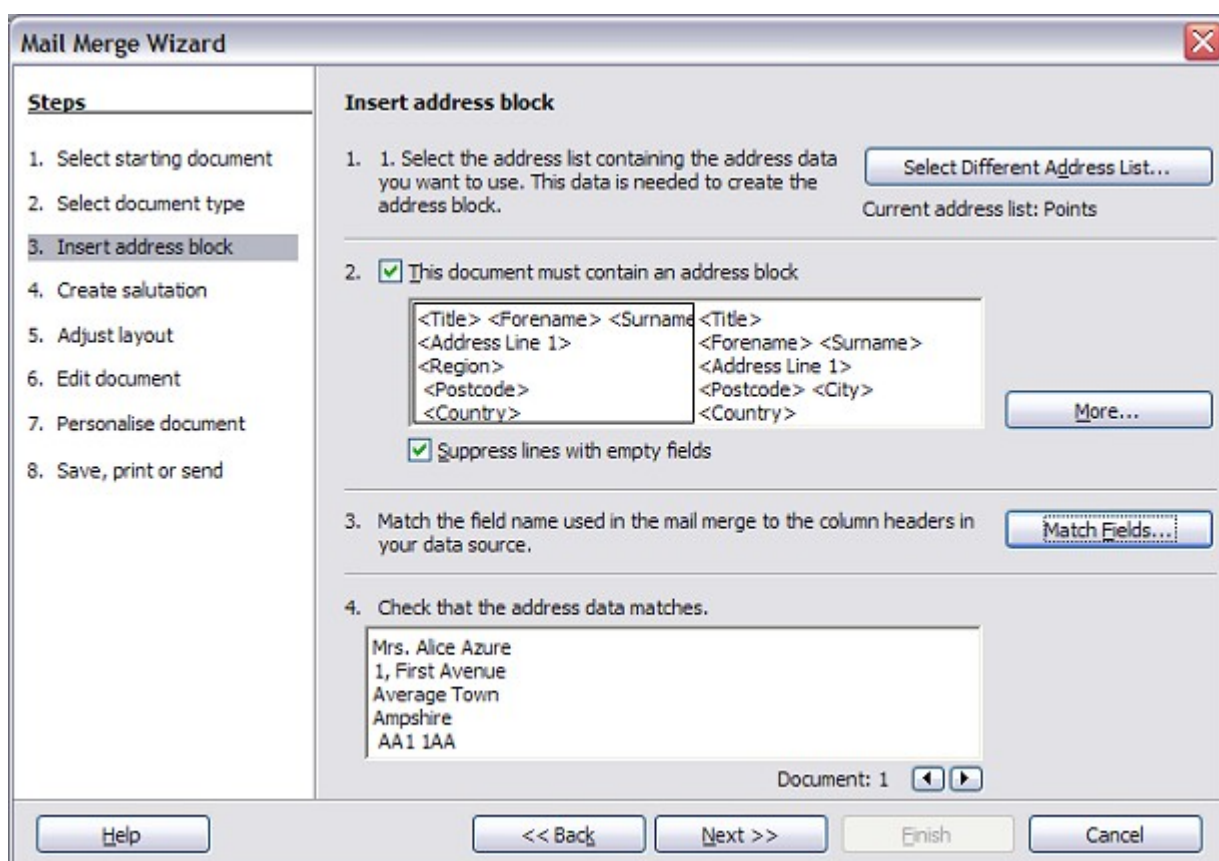 Mail Merge Wizard
Steps
1. Select starting document
2. Select document type
3. Insert address block
4. Create salutation
5. Adjust layout
6. Edit document
7. Personalise document
8. Save, print or send
Insert address block
1. 1. Select the address list containing the address data
you want to use. This data is needed to create the
address block.
Select Different Address List...
Current address list: Points
2. This document must contain an address block
<Title> <Forename> <Surname
<Address Line 1>
<Region>
<Postcode>
<Country>
<Title>
<Forename> <Surname>
<Address Line 1>
<Postcode> <City>
<Country>
More...
Suppress lines with empty fields
3. Match the field name used in the mail merge to the column headers in
your data source.
Match Fields...
4. Check that the address data matches.
Mrs. Alice Azure
1, First Avenue
Average Town
Ampshire
AA1 1AA
Document: 1
Help
<< Back
Next >>
Finish
Cancel